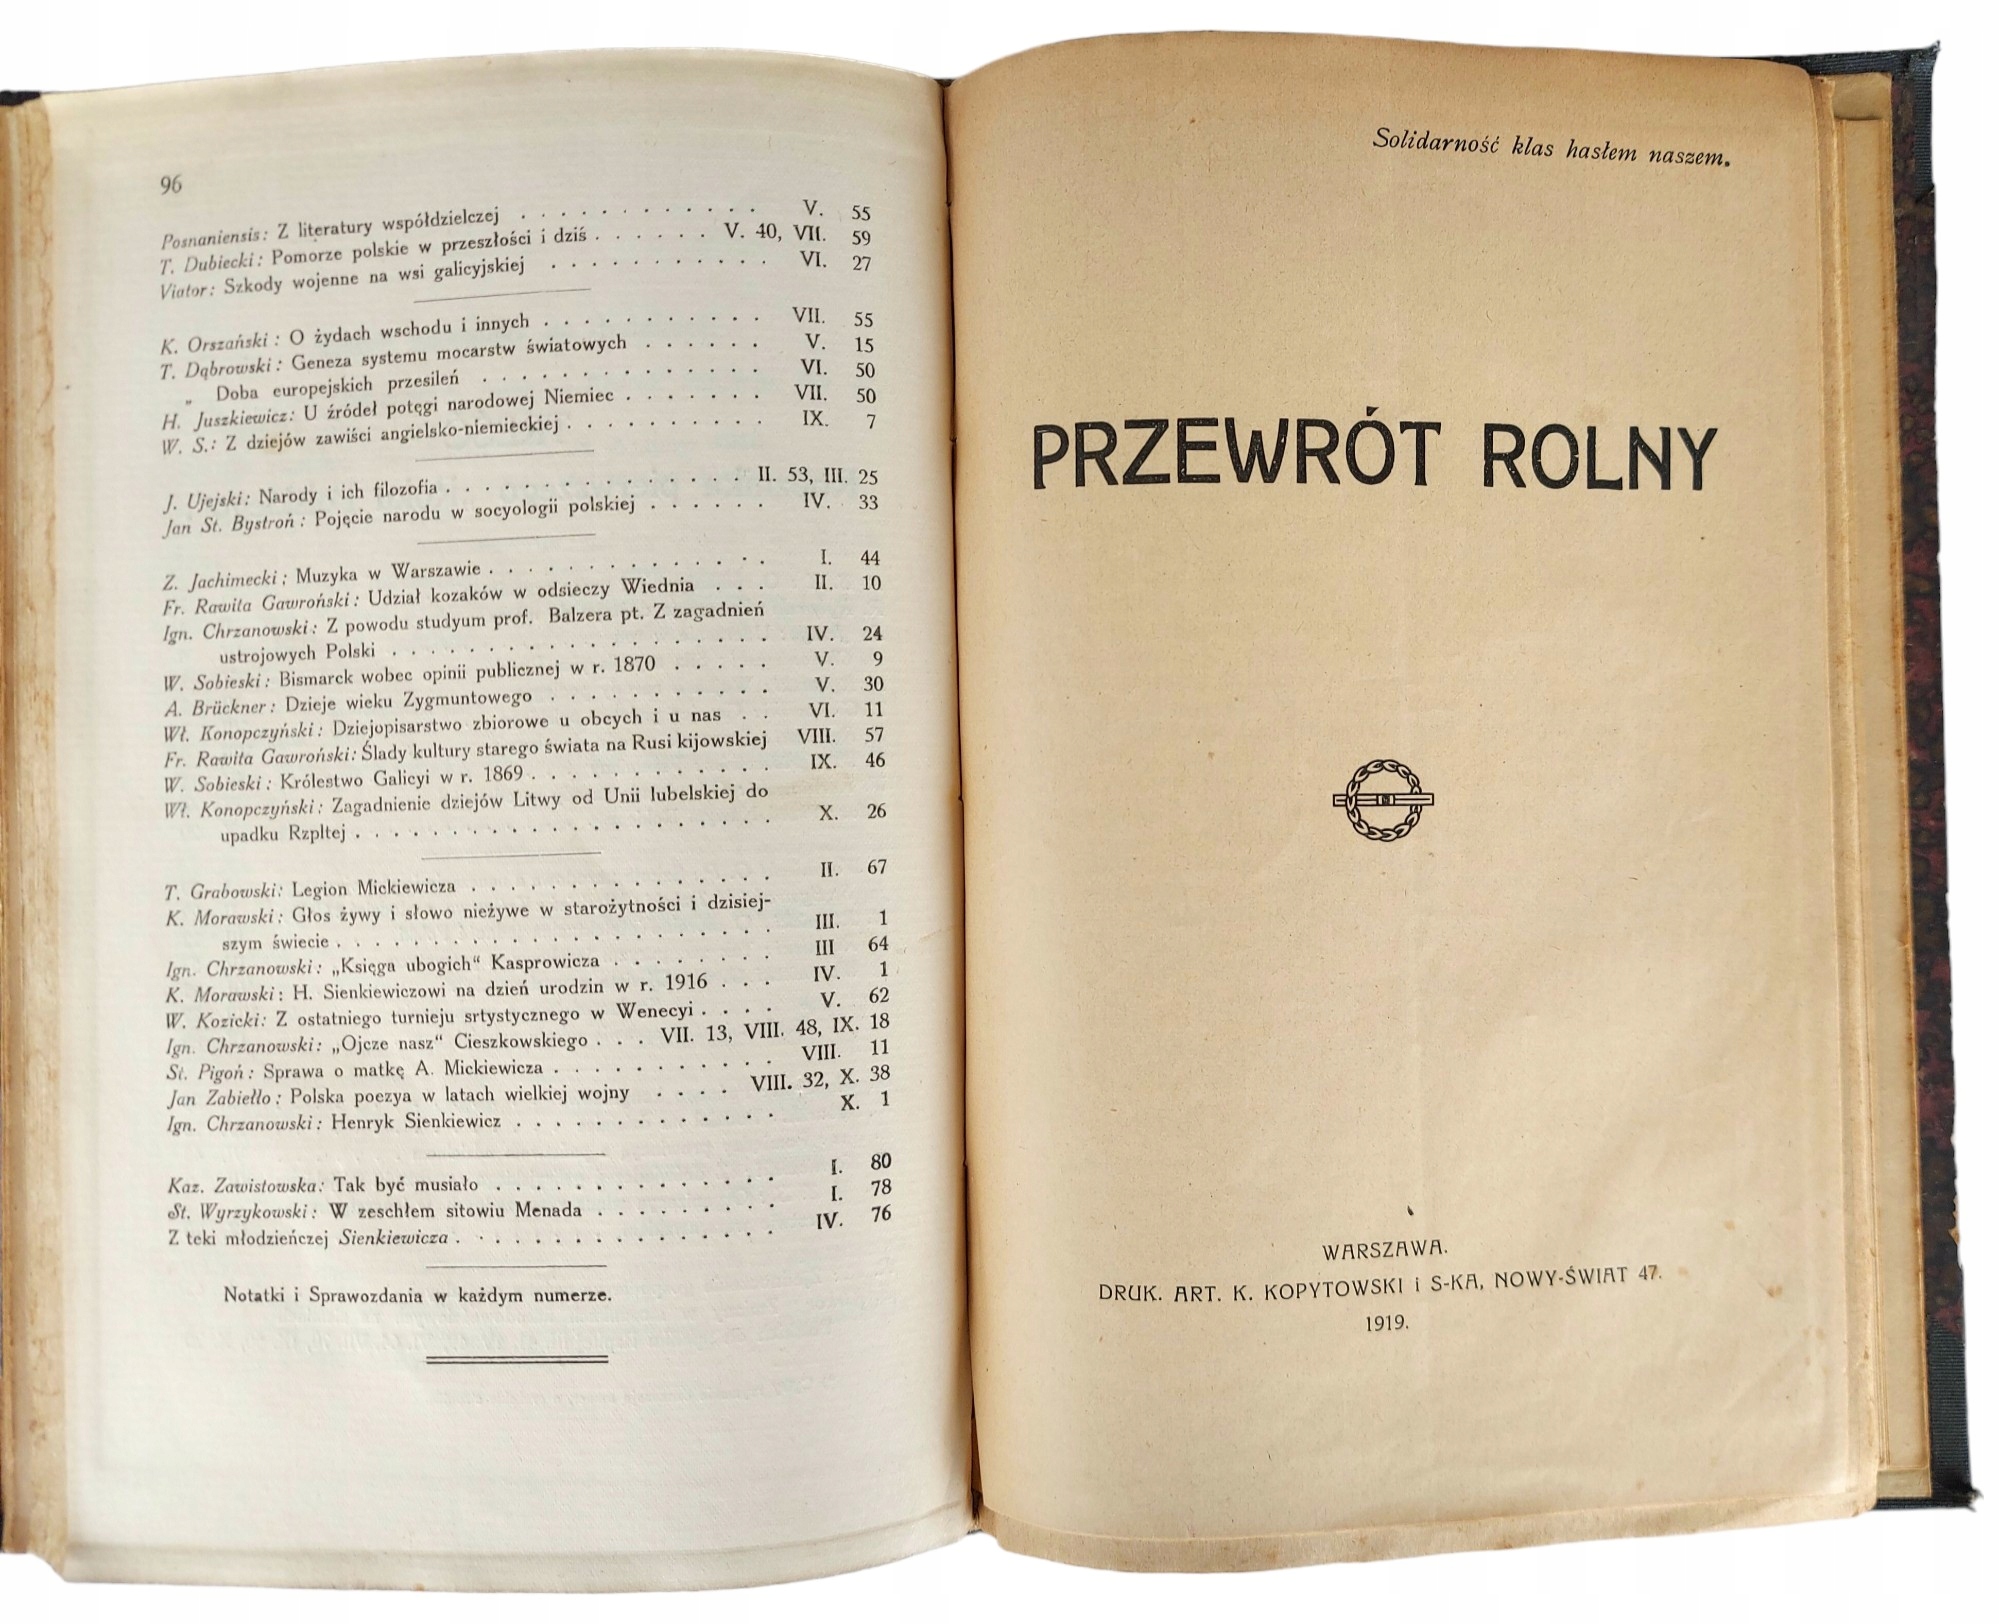 96
Posnaniensis: Z literatury współdzielczej . . . . . . . . . . . . V. 55
T. Dubiecki: Pomorze polskie w przeszłości i dziś . . . . . . V. 40, VII. 59
Viator: Szkody wojenne na wsi galicyjskiej . . . . . . . . . . . VI. 27
K. Orszański: O żydach wschodu i innych . . . . . . . . . . . VII. 55
T. Dąbrowski: Geneza systemu mocarstw światowych . . . . . . V. 15
„ Doba europejskich przesileń . . . . . . . . . . . . . VI. 50
H. Juszkiewicz: U źródeł potęgi narodowej Niemiec . . . . . . . VII. 50
W. S.: Z dziejów zawiści angielsko-niemieckiej . . . . . . . . . . IX. 7
J. Ujejski: Narody i ich filozofia . . . . . . . . . . . . . . . II. 53, III. 25
Jan St. Bystroń: Pojęcie narodu w socyologii polskiej . . . . . . IV. 33
Z. Jachimecki: Muzyka w Warszawie . . . . . . . . . . . . . . I. 44
Fr. Rawita Gawroński: Udział kozaków w odsieczy Wiednia . . . II. 10
Ign. Chrzanowski: Z powodu studyum prof. Balzera pt. Z zagadnień
ustrojowych Polski . . . . . . . . . . . . . . . . . . IV. 24
W. Sobieski: Bismarck wobec opinii publicznej w r. 1870 . . . . . V. 9
A. Brückner: Dzieje wieku Zygmuntowego . . . . . . . . . . . V. 30
Wł. Konopczyński: Dziejopisarstwo zbiorowe u obcych i u nas . . VI. 11
Fr. Rawita Gawroński: Ślady kultury starego świata na Rusi kijowskiej VIII. 57
W. Sobieski: Królestwo Galicyi w r. 1869 . . . . . . . . . . . . IX. 46
Wł. Konopczyński: Zagadnienie dziejów Litwy od Unii lubelskiej do
upadku Rzpltej . . . . . . . . . . . . . . . . . . . . X. 26
T. Grabowski: Legion Mickiewicza . . . . . . . . . . . . . . . II. 67
K. Morawski: Głos żywy i słowo nieżywe w starożytności i dzisiej-
szym świecie . . . . . . . . . . . . . . . . . . . . . III. 1
Ign. Chrzanowski: „Księga ubogich“ Kasprowicza . . . . . . . . III 64
K. Morawski: H. Sienkiewiczowi na dzień urodzin w r. 1916 . . . IV. 1
W. Kozicki: Z ostatniego turnieju srtystycznego w Wenecyi . . . . V. 62
Ign. Chrzanowski: „Ojcze nasz“ Cieszkowskiego . . . VII. 13, VIII. 48, IX. 18
St. Pigoń: Sprawa o matkę A. Mickiewicza . . . . . . . . . . . VIII. 11
Jan Zabiełło: Polska poezya w latach wielkiej wojny . . . . VIII. 32, X. 38
Ign. Chrzanowski: Henryk Sienkiewicz . . . . . . . . . . . . . X. 1
Kaz. Zawistowska: Tak być musiało . . . . . . . . . . . . . . I. 80
St. Wyrzykowski: W zeschłem sitowiu Menada . . . . . . . . . I. 78
Z teki młodzieńczej Sienkiewicza . . . . . . . . . . . . . . . IV. 76
Notatki i Sprawozdania w każdym numerze.
Solidarność klas hasłem naszem.
PRZEWRÓT ROLNY
WARSZAWA.
DRUK. ART. K. KOPYTOWSKI i S-KA, NOWY-ŚWIAT 47.
1919.